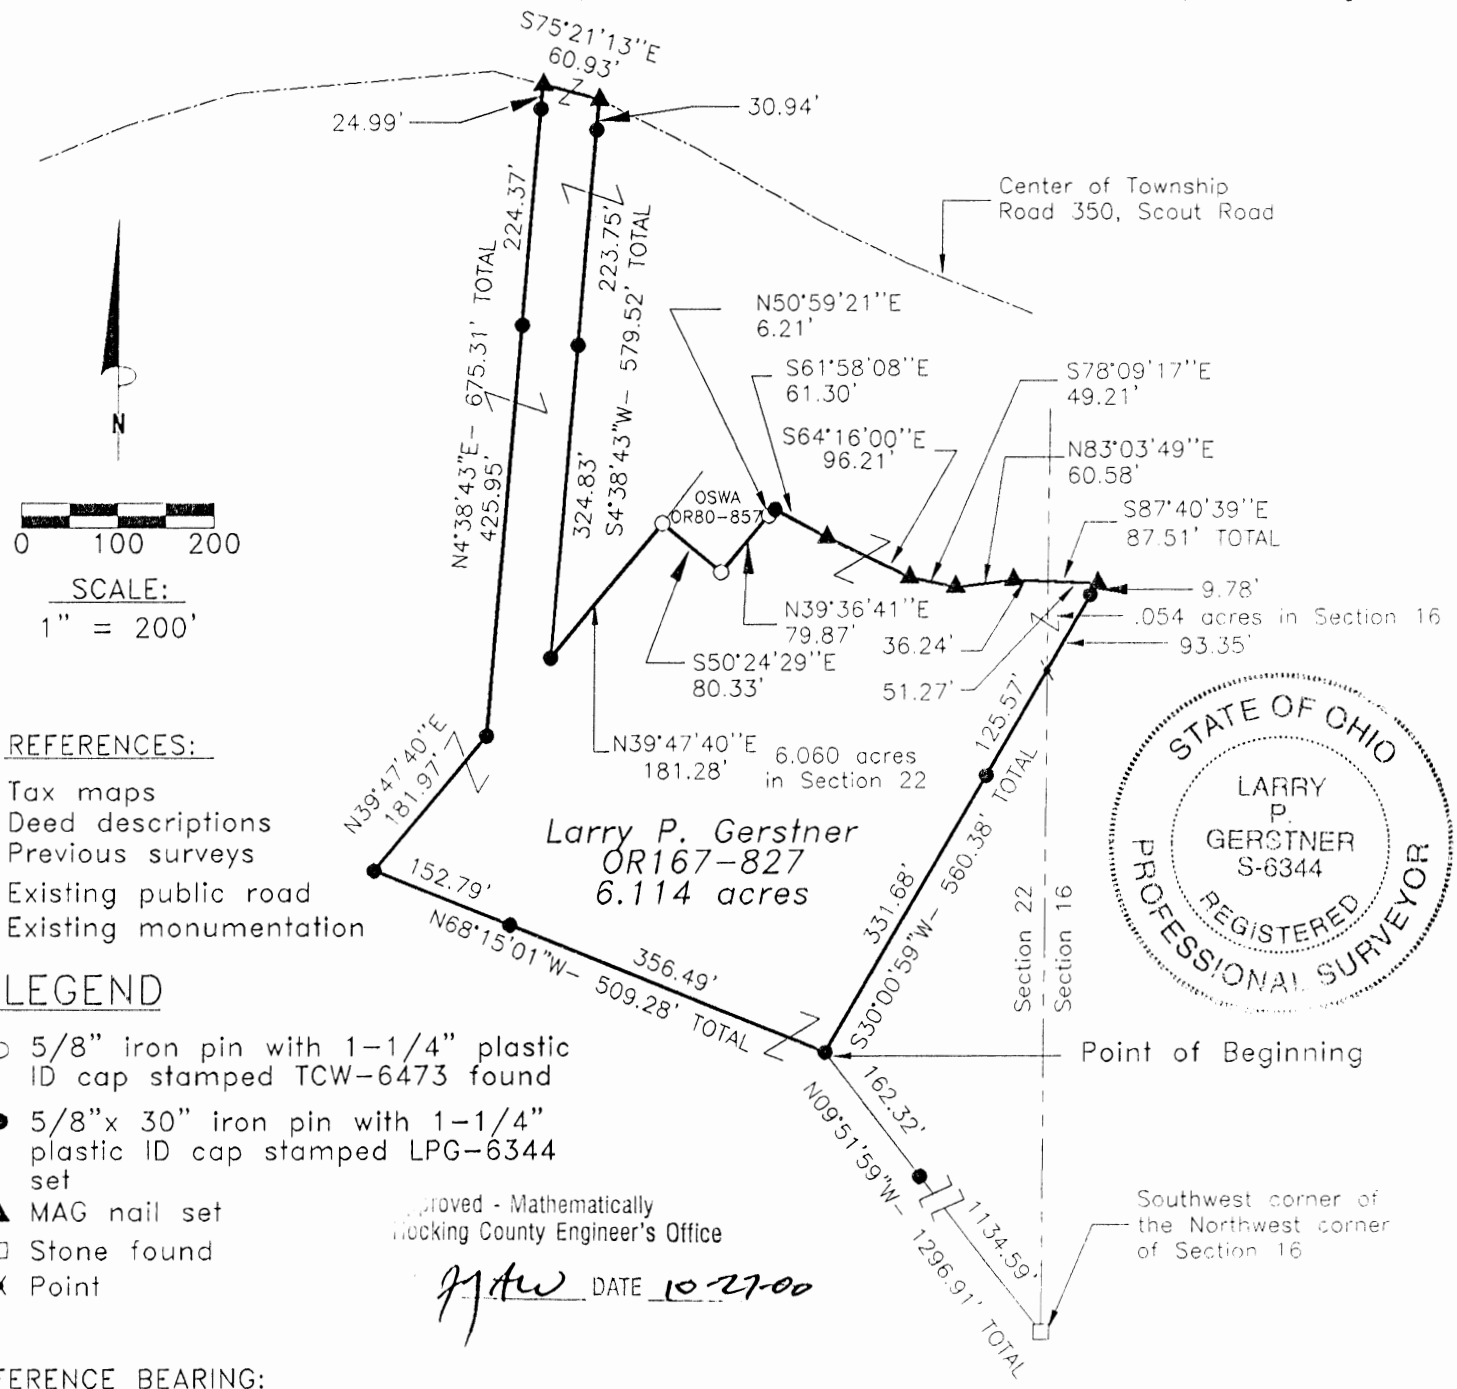 S75°21'13''E
60.93'
24.99'
30.94'
Center of Township
Road 350, Scout Road
224.37'
N4°38'43"E– 675.31' TOTAL
425.95'
223.75'
S4°38'43"W– 579.52' TOTAL
324.83'
N50°59'21''E
6.21'
S61°58'08''E
61.30'
S64°16'00''E
96.21'
S78°09'17''E
49.21'
N83°03'49''E
60.58'
S87°40'39''E
87.51' TOTAL
OSWA
OR80–857
N
0 100 200
SCALE:
1" = 200'
N39°36'41''E
79.87'
S50°24'29''E
80.33'
N39°47'40''E
181.28'
36.24'
51.27'
9.78'
.054 acres in Section 16
93.35'
125.57'
6.060 acres
in Section 22
REFERENCES:
Tax maps
Deed descriptions
Previous surveys
Existing public road
Existing monumentation
N39°47'40''E
181.97'
Larry P. Gerstner
OR167–827
6.114 acres
331.68'
S30°00'59"W– 560.38' TOTAL
152.79'
356.49'
N68°15'01"W– 509.28' TOTAL
Section 22
Section 16
STATE OF OHIO
LARRY
P.
GERSTNER
S-6344
REGISTERED
PROFESSIONAL SURVEYOR
LEGEND
5/8" iron pin with 1–1/4" plastic
ID cap stamped TCW–6473 found
5/8"x 30" iron pin with 1–1/4"
plastic ID cap stamped LPG–6344
set
MAG nail set
Stone found
Point
Point of Beginning
162.32'
N09°51'59"W– 1296.91' TOTAL
1134.59'
Southwest corner of
the Northwest corner
of Section 16
roved - Mathematically
ocking County Engineer's Office
DATE 10-27-00
FERENCE BEARING: